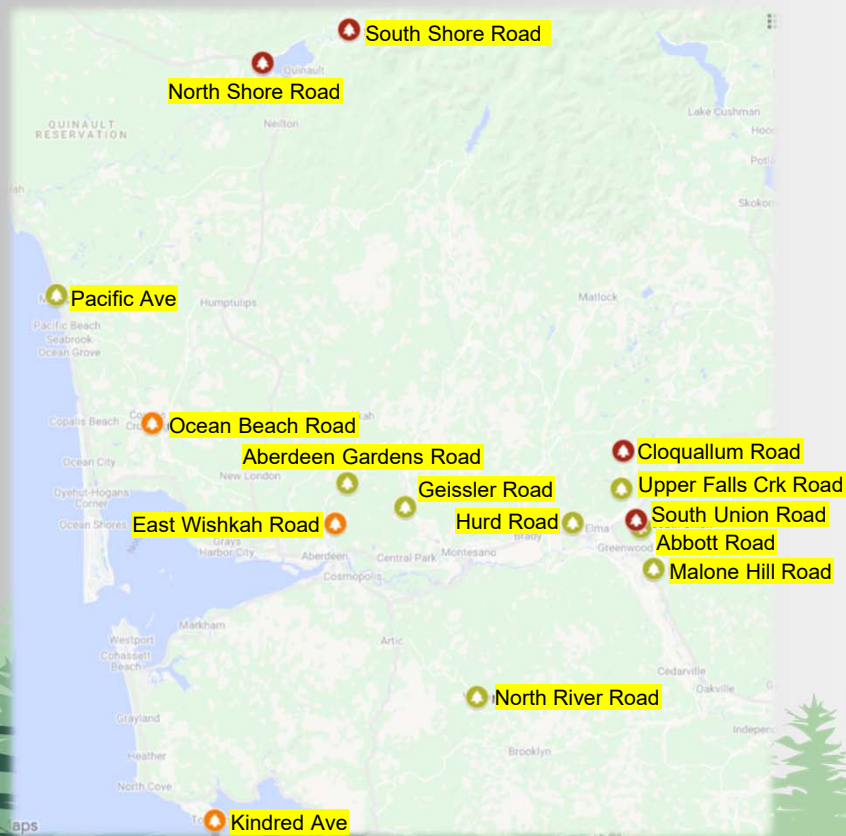 South Shore Road
Quinault
North Shore Road
Lake Cushman
QUINAULT
RESERVATION
Neilton
Skokom
Pacific Ave
Humptulips
Matlock
Pacific Beach
Seabrook
Ocean Grove
Copalis Beach
Ocean Beach Road
Cloquallum Road
Aberdeen Gardens Road
Ocean City
New London
Geissler Road
Upper Falls Crk Road
Dyehut-Hogans
Corner
East Wishkah Road
Hurd Road
South Union Road
Ocean Shores
Elma
Brady
Grays
Harbor City
Aberdeen
Central Park
Montesano
Greenwood
Abbott Road
Cosmopolis
Malone Hill Road
Markham
Westport
Cohassett
Beach
Artic
Cedarville
Oakville
North River Road
Grayland
Indepen
Brooklyn
Heather
North Cove
Kindred Ave
aps